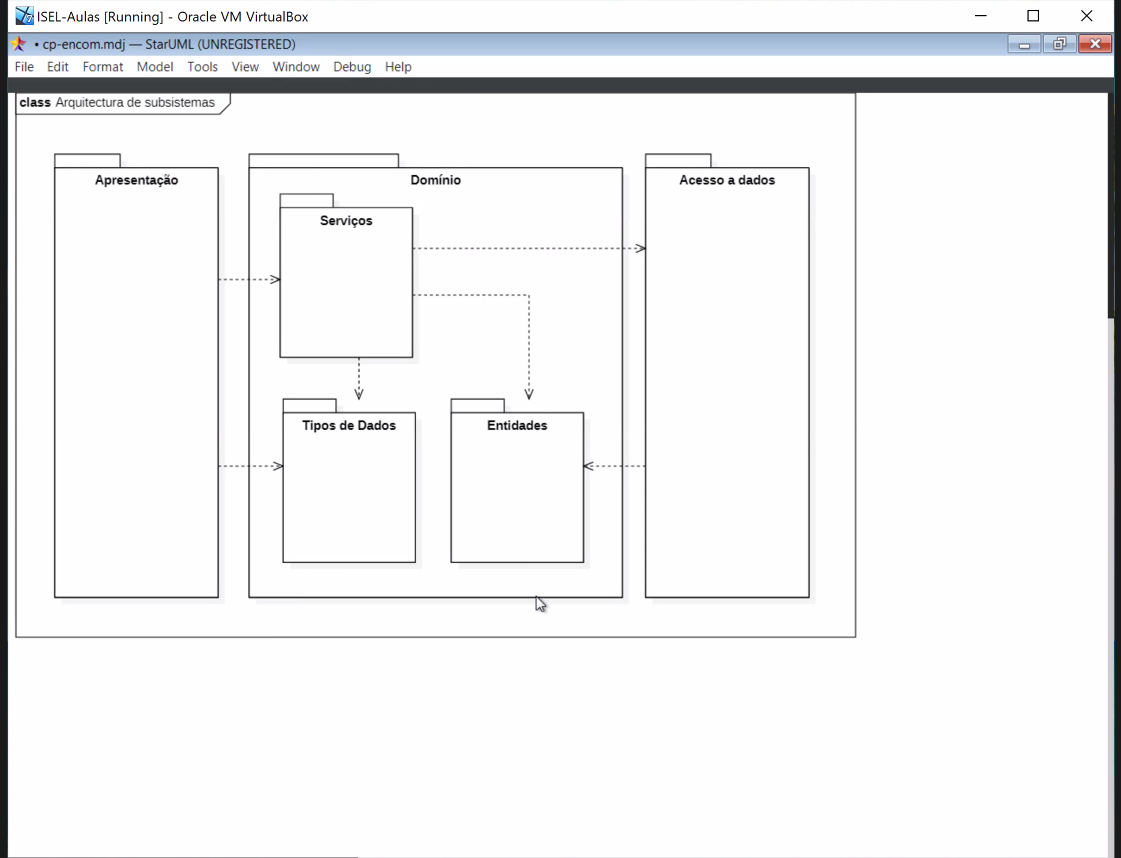 ISEL-Aulas [Running] - Oracle VM VirtualBox
• cp-encom.mdj — StarUML (UNREGISTERED)
File Edit Format Model Tools View Window Debug Help
class Arquitectura de subsistemas
Apresentação
Domínio
Acesso a dados
Serviços
Tipos de Dados
Entidades